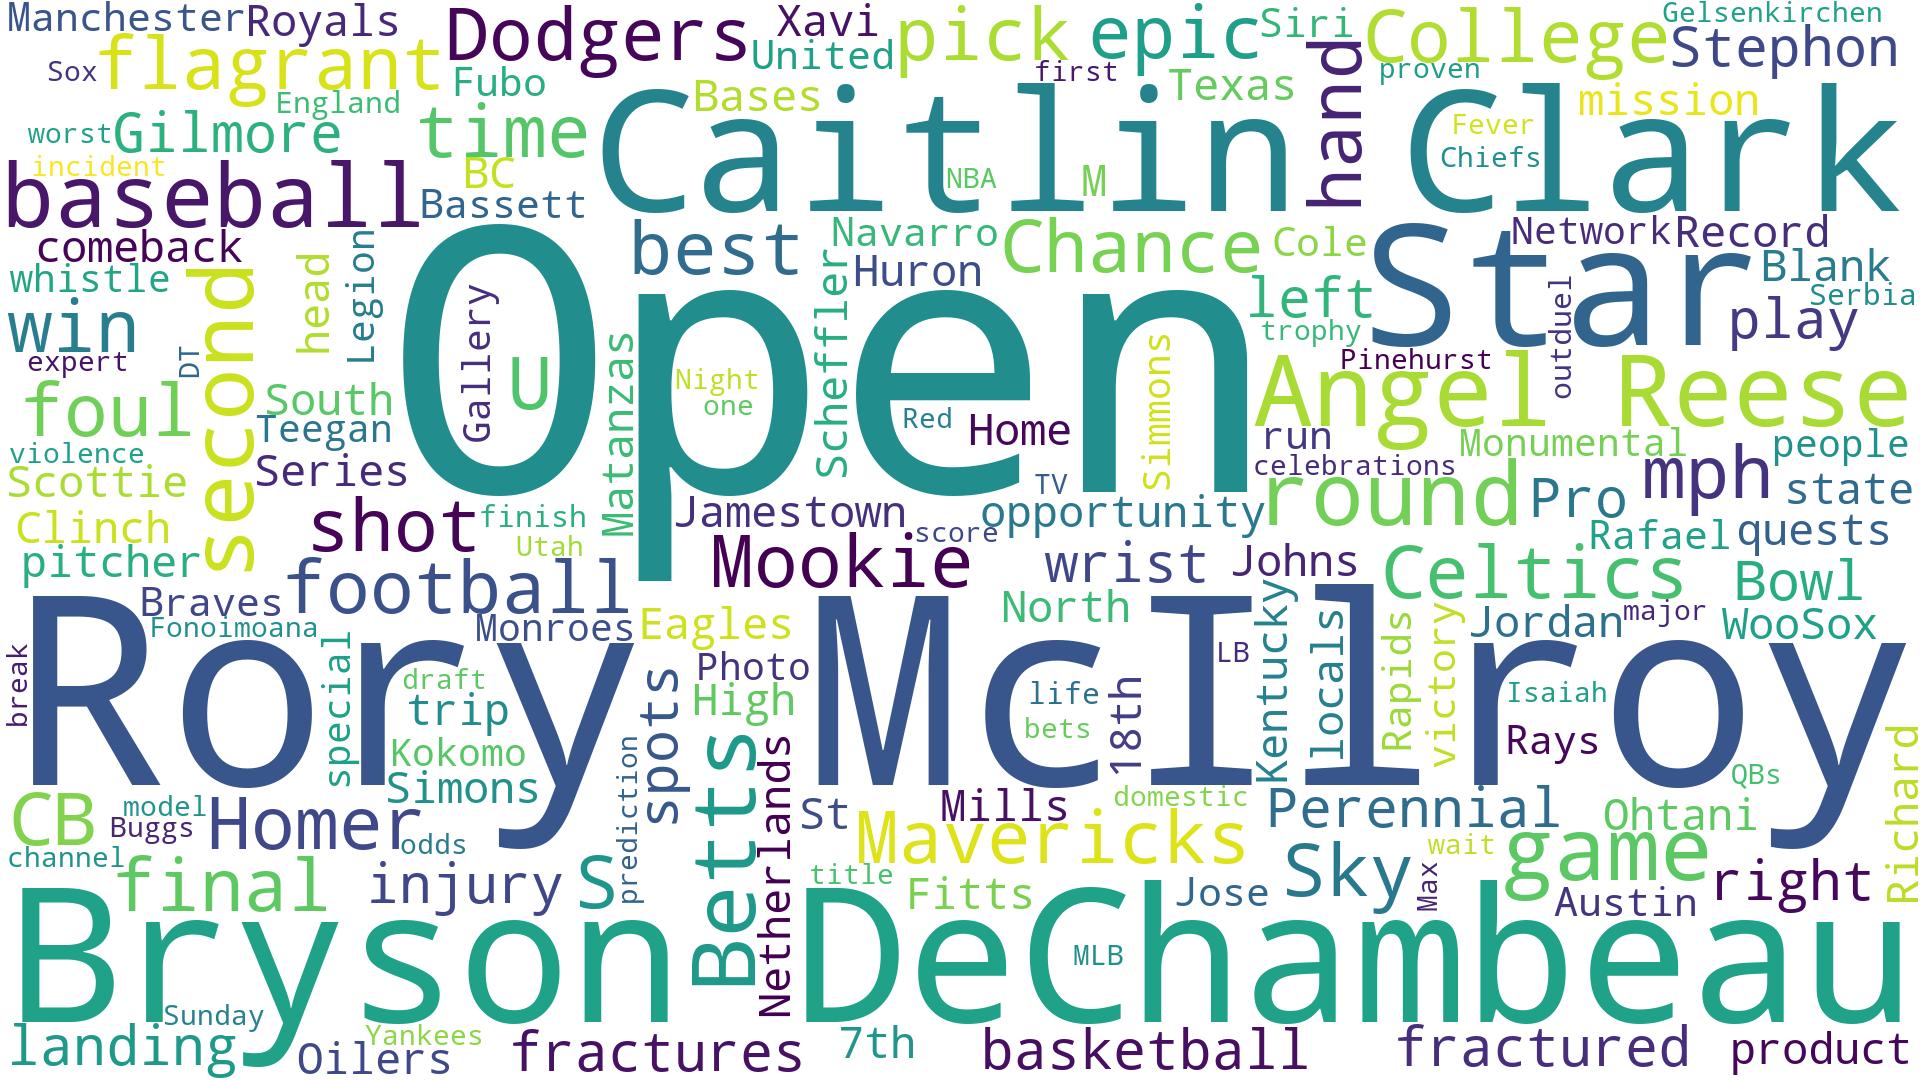 Manchester
Royals
Dodgers
Xavi
United
pick
epic
Siri
hand
College
Gelsenkirchen
Stephon
Sox
flagrant
Fubo
first
Texas
proven
England
Bases
mission
worst
Gilmore
time
Caitlin
Clark
Fever
Chiefs
incident
BC
NBA
M
baseball
Bassett
comeback
best
Navarro
Chance
Cole
Star
Network
Record
whistle
second
head
Legion
Open
Huron
Scheffler
left
Blank
Serbia
win
Gallery
trophy
outduel
play
expert
DT
U
Matanzas
Night
one
Simmons
Pinehurst
Angel
Reese
foul
South
Teegan
Red
Home
run
Monumental
people
violence
Scottie
Series
TV
celebrations
round
Pro
mph
state
Clinch
shot
finish
Utah
Jamestown
score
opportunity
Rafael
quests
pitcher
football
Mookie
wrist
Johns
Celtics
Bowl
Braves
Fonoimoana
Monroes
Eagles
North
Kentucky
locals
Rapids
victory
Jordan
major
WooSox
break
Rory
special
draft
trip
spots
Photo
High
McIlroy
life
bets
18th
LB
Isaiah
Rays
Kokomo
Simons
prediction
Betts
Netherlands
QBs
Richard
CB
model
Buggs
Homer
odds
St
Mills
domestic
Perennial
Ohtani
channel
final
injury
S
Mavericks
title
Fitts
Jose
Sky
Max
wait
game
Austin
right
Bryson
DeChambeau
MLB
Sunday
landing
Oilers
Yankees
fractures
7th
basketball
fractured
product